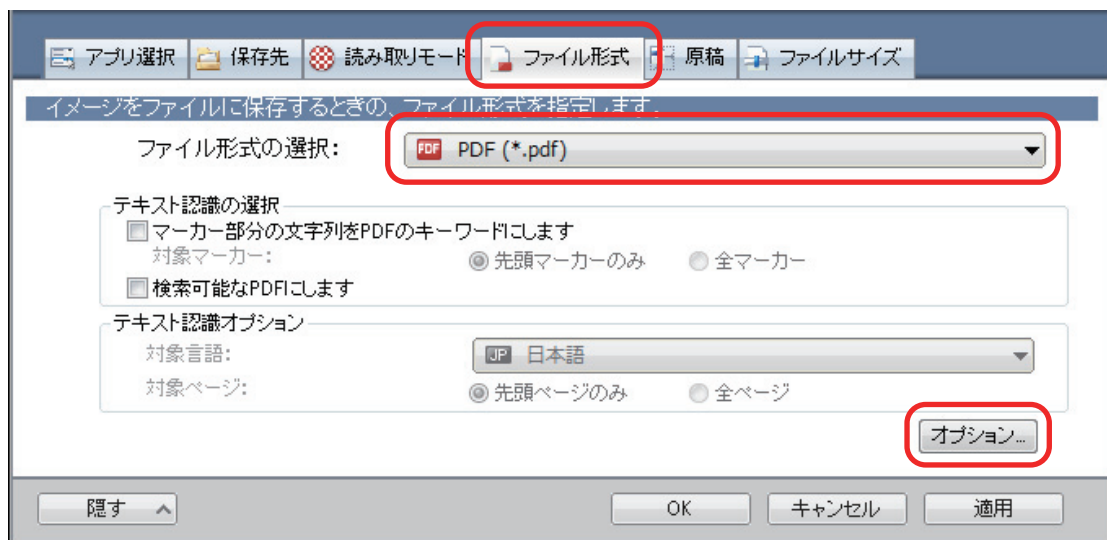 アプリ選択 保存先 読み取りモード ファイル形式 原稿 ファイルサイズ
イメージをファイルに保存するときの、ファイル形式を指定します。
ファイル形式の選択: PDF PDF (*.pdf)
テキスト認識の選択
マーカー部分の文字列をPDFのキーワードにします
対象マーカー: 先頭マーカーのみ 全マーカー
検索可能なPDFにします
テキスト認識オプション
対象言語: JP 日本語
対象ページ: 先頭ページのみ 全ページ
オプション...
隠す OK キャンセル 適用